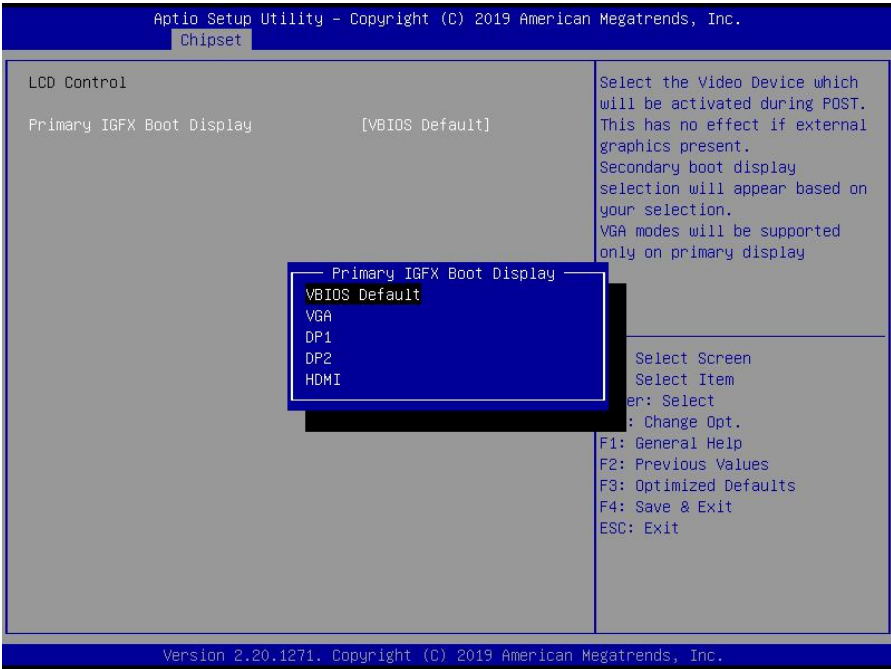 Aptio Setup Utility – Copyright (C) 2019 American Megatrends, Inc.
Chipset
LCD Control
Primary IGFX Boot Display [VBIOS Default]
Select the Video Device which
will be activated during POST.
This has no effect if external
graphics present.
Secondary boot display
selection will appear based on
your selection.
VGA modes will be supported
only on primary display
Primary IGFX Boot Display
VBIOS Default
VGA
DP1
DP2
HDMI
Select Screen
Select Item
er: Select
: Change Opt.
F1: General Help
F2: Previous Values
F3: Optimized Defaults
F4: Save & Exit
ESC: Exit
Version 2.20.1271. Copyright (C) 2019 American Megatrends, Inc.